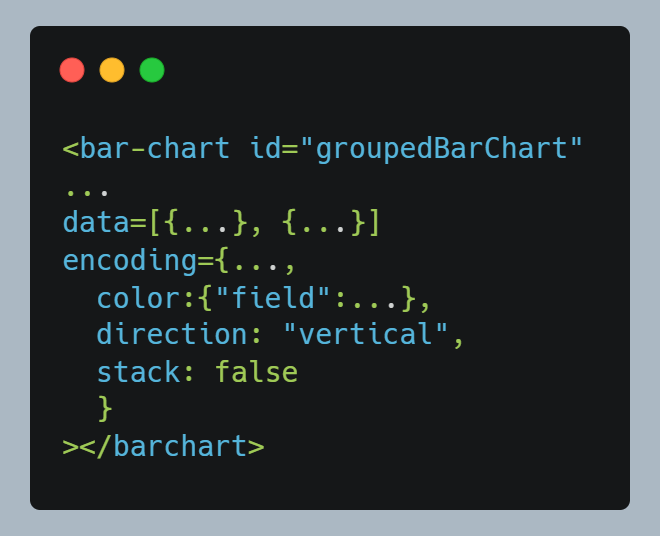 <bar-chart id="groupedBarChart"
...
data=[{...}, {...}]
encoding={...,
color:{"field":...},
direction: "vertical",
stack: false
}
></barchart>